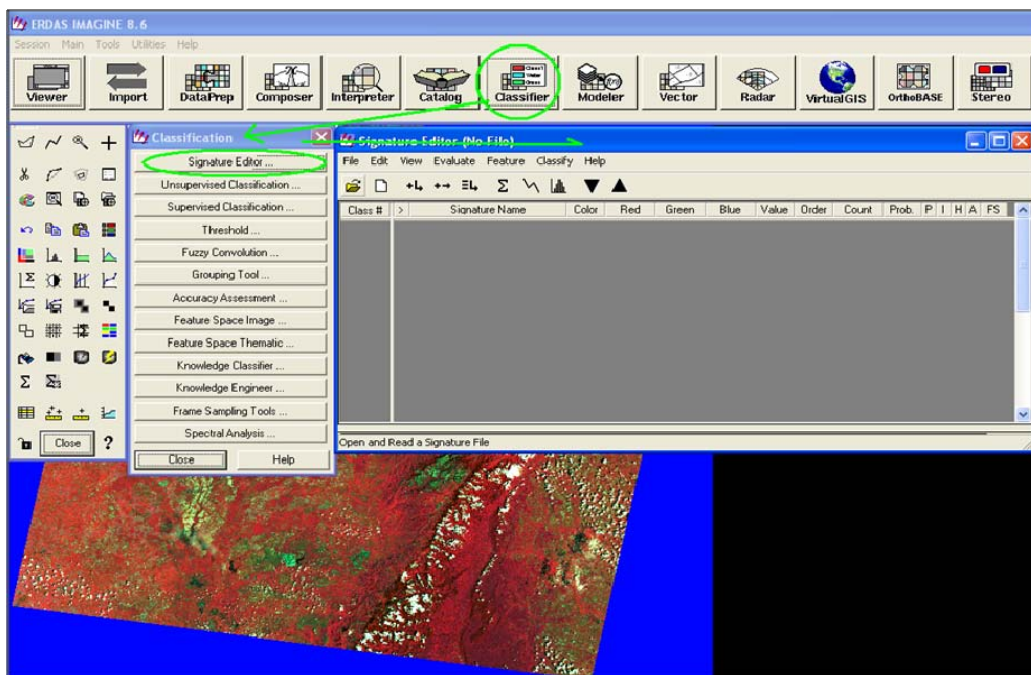 ERDAS IMAGINE 8.6
Session Main Tools Utilities Help
Viewer Import DataPrep Composer Interpreter Catalog Classifier Modeler Vector Radar VirtualGIS OrthoBASE Stereo
Classification
Signature Editor ...
Unsupervised Classification ...
Supervised Classification ...
Threshold ...
Fuzzy Convolution ...
Grouping Tool ...
Accuracy Assessment ...
Feature Space Image ...
Feature Space Thematic ...
Knowledge Classifier ...
Knowledge Engineer ...
Frame Sampling Tools ...
Spectral Analysis ...
Close Help
Close ?
Signature Editor (No File)
File Edit View Evaluate Feature Classify Help
Class # > Signature Name Color Red Green Blue Value Order Count Prob. P I H A FS
Open and Read a Signature File